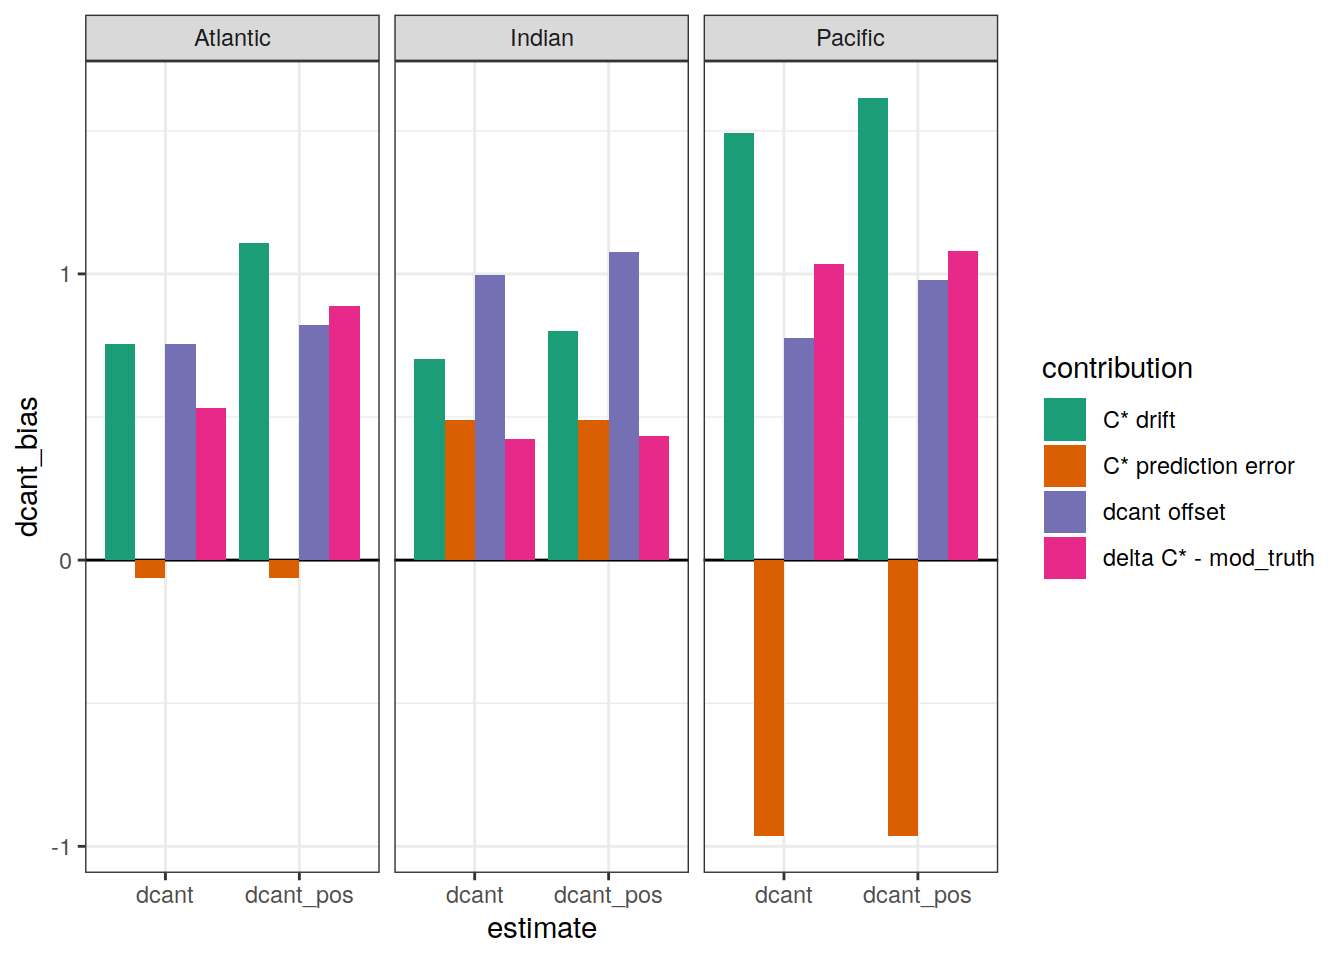 Atlantic
Indian
Pacific
dcant_bias
1
0
-1
dcant
dcant_pos
dcant
dcant_pos
dcant
dcant_pos
estimate
contribution
C* drift
C* prediction error
dcant offset
delta C* - mod_truth